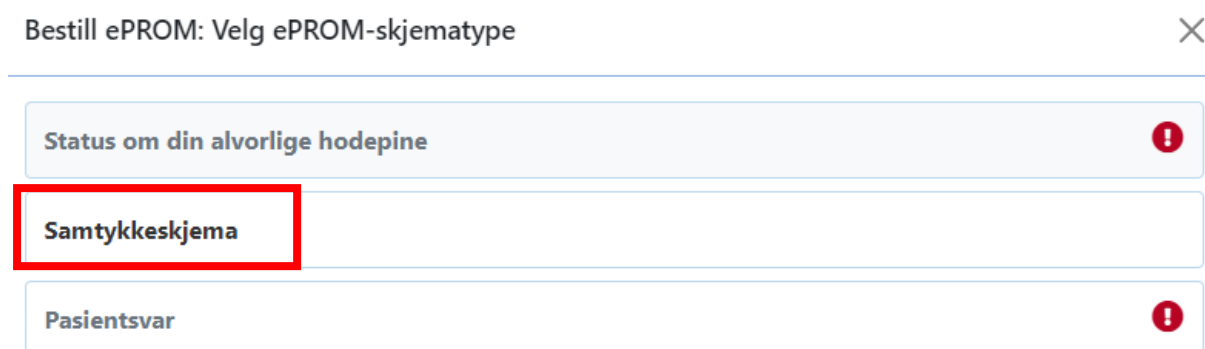 Bestill ePROM: Velg ePROM-skjematype
Status om din alvorlige hodepine
Samtykkeskjema
Pasientsvar